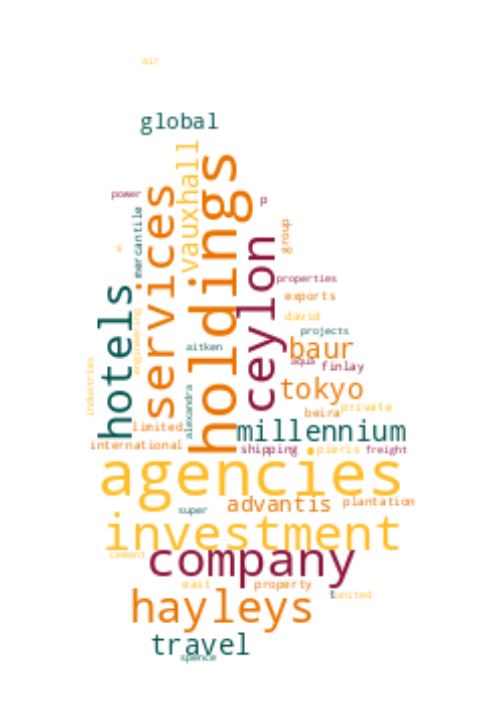 air
global
power
vauxhall
holdings
services
p
mercantile
group
ceylon
properties
hotels
exports
engineering
david
projects
baur
aitken
aqua
finlay
industries
tokyo
alexandra
beira
private
limited
millennium
international
shipping
pieris
freight
agencies
advantis
plantation
super
investment
company
cement
east
property
united
hayleys
travel
spence